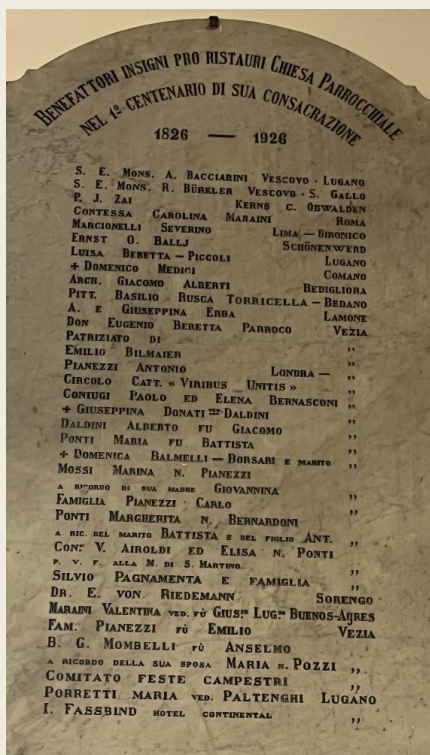 BENEFATTORI INSIGNI PRO RISTAURI CHIESA PARROCCHIALE
NEL 1º CENTENARIO DI SUA CONSACRAZIONE
1826 — 1926
S. E. MONS. A. BACCIARINI VESCOVO - LUGANO
S. E. MONS. R. BÜRKLER VESCOVO - S. GALLO
P. J. ZAI KERNS C. OBWALDEN
CONTESSA CAROLINA MARAINI ROMA
MARCIONELLI SEVERINO LIMA — BIRONICO
ERNST O. BALLJ SCHÖNENWERD
LUISA BERETTA - PICCOLI LUGANO
+ DOMENICO MEDICI COMANO
ARCH. GIACOMO ALBERTI BEDIGLIORA
PITT. BASILIO RUSCA TORRICELLA - BEDANO
A. E GIUSEPPINA ERBA LAMONE
DON EUGENIO BERETTA PARROCO VEZIA
PATRIZIATO DI ,,
EMILIO BILMAIER ,,
PIANEZZI ANTONIO LONDRA — ,,
CIRCOLO CATT. « VIRIBUS UNITIS » ,,
CONIUGI PAOLO ED ELENA BERNASCONI ,,
+ GIUSEPPINA DONATI VED. DALDINI ,,
DALDINI ALBERTO FU GIACOMO ,,
PONTI MARIA FU BATTISTA ,,
+ DOMENICA BALMELLI - BORSARI E MARITO ,,
MOSSI MARINA N. PIANEZZI
A RICORDO DI SUA MADRE GIOVANNINA ,,
FAMIGLIA PIANEZZI CARLO ,,
PONTI MARGHERITA N. BERNARDONI
A RIC. DEL MARITO BATTISTA E DEL FIGLIO ANT. ,,
CON. V. AIROLDI ED ELISA N. PONTI
P. V. F. ALLA M. DI S. MARTINO ,,
SILVIO PAGNAMENTA E FAMIGLIA ,,
DR. E. VON RIEDEMANN SORENGO
MARAINI VALENTINA VED. FÙ GIUS. LUG. BUENOS-AIJRES
FAM. PIANEZZI FÙ EMILIO VEZIA
B. G. MOMBELLI FÙ ANSELMO
A RICORDO DELLA SUA SPOSA MARIA N. POZZI ,,
COMITATO FESTE CAMPESTRI ,,
PORRETTI MARIA VED. PALTENGHI LUGANO
I. FASSBIND HOTEL CONTINENTAL ,,